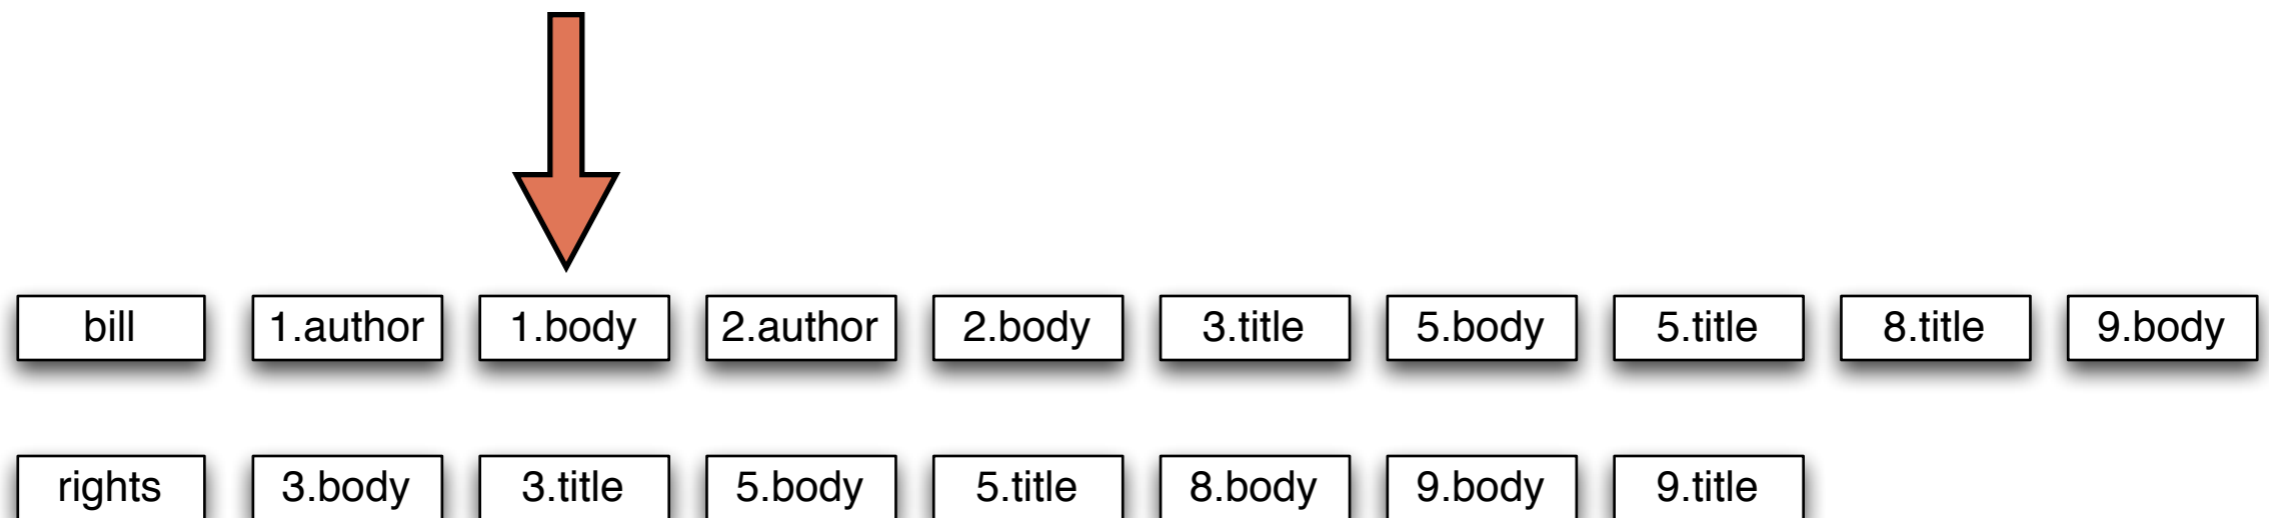 bill 1.author 1.body 2.author 2.body 3.title 5.body 5.title 8.title 9.body
rights 3.body 3.title 5.body 5.title 8.body 9.body 9.title